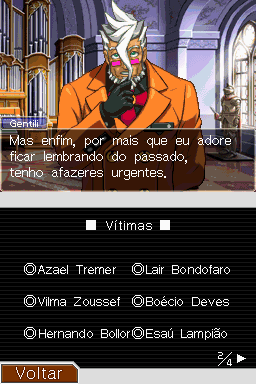 Gentili
Mas enfim, por mais que eu adore
ficar lembrando do passado,
tenho afazeres urgentes.
■ Vítimas ■
◎Azael Tremer ◎Lair Bondofaro
◎Vilma Zoussef ◎Boécio Deves
◎Hernando Bollor ◎Esaú Lampião
2/4 ▶
Voltar